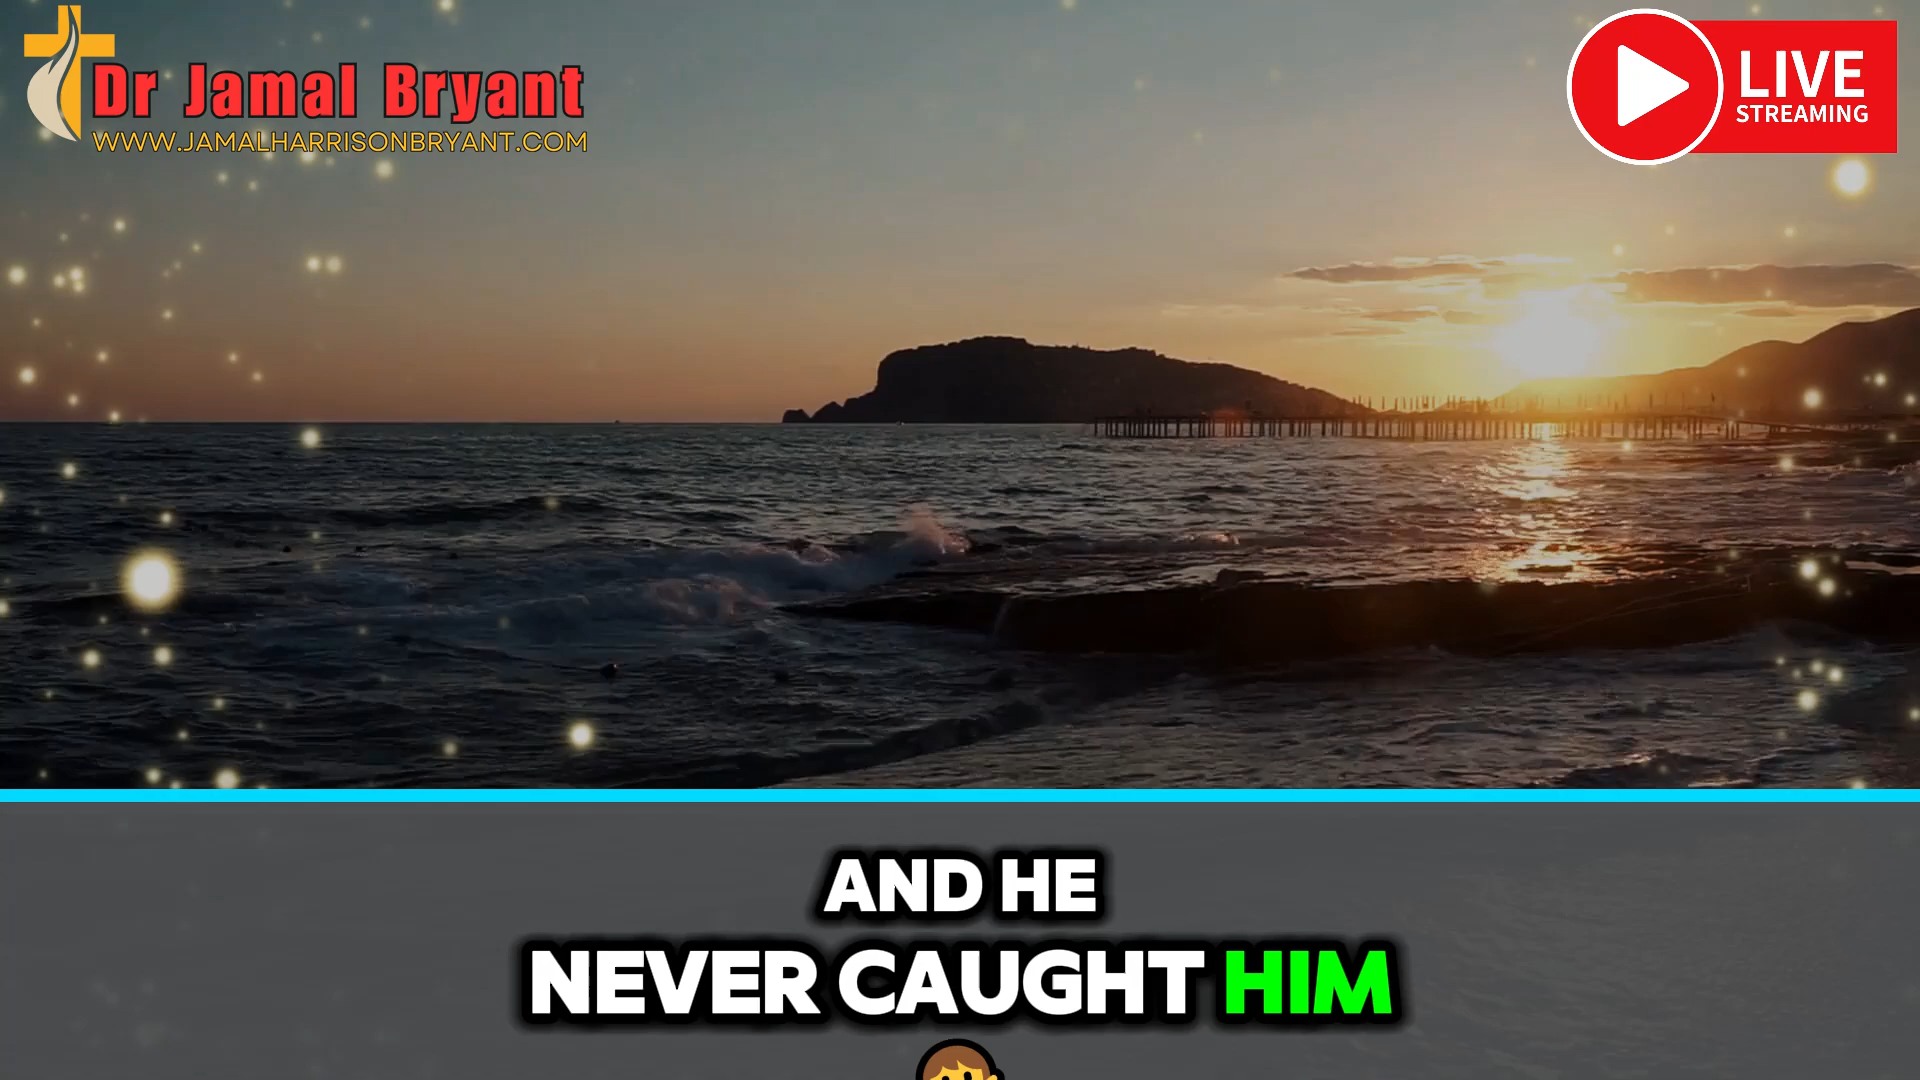 Dr Jamal Bryant
WWW.JAMALHARRISONBRYANT.COM
LIVE
STREAMING
AND HE
NEVER CAUGHT HIM